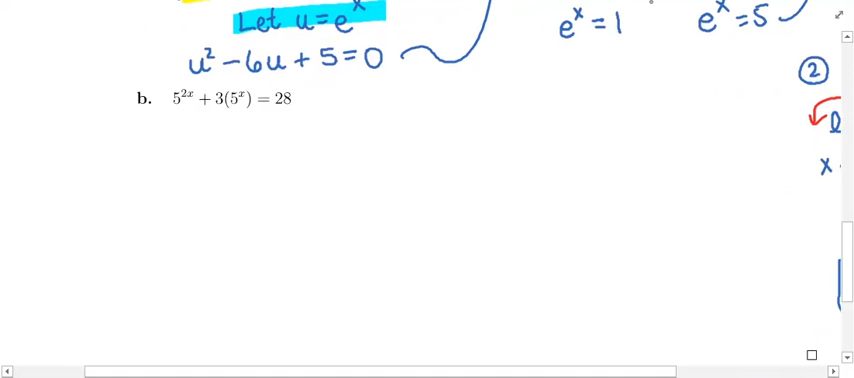 Let u = e^x
u² − 6u + 5 = 0
e^x = 1
e^x = 5
②
b. 5^{2x} + 3(5^x) = 28
x